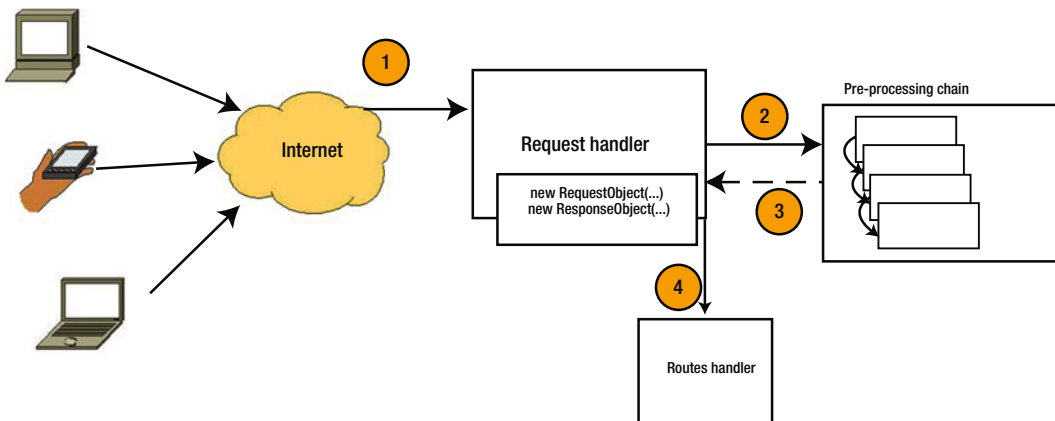 1
Pre-processing chain
2
Internet
Request handler
new RequestObject(...)
new ResponseObject(...)
3
4
Routes handler